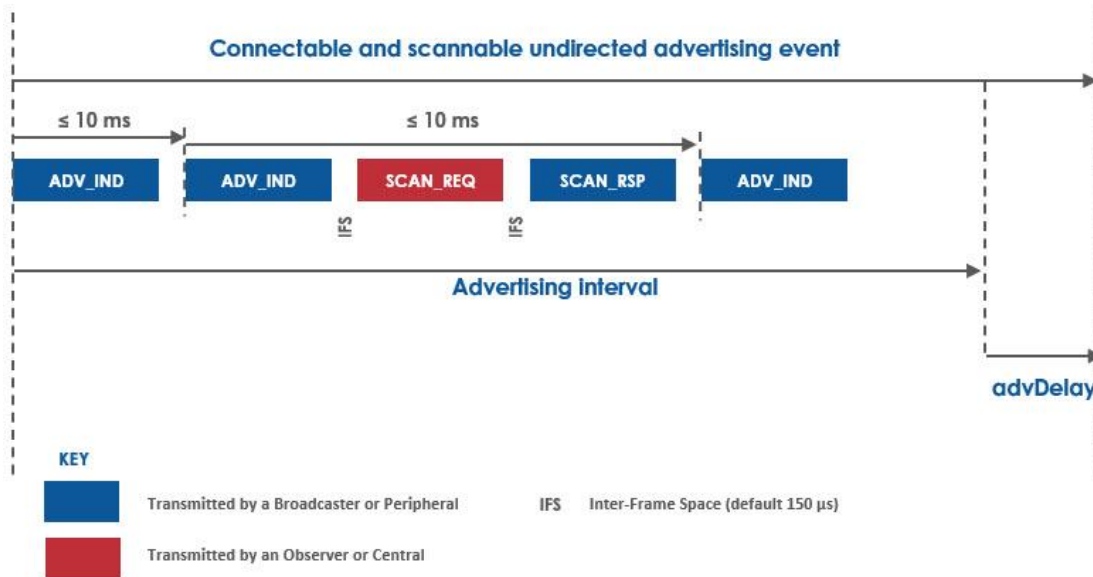 Connectable and scannable undirected advertising event
≤ 10 ms
≤ 10 ms
ADV_IND
ADV_IND
SCAN_REQ
SCAN_RSP
ADV_IND
IFS
IFS
Advertising interval
advDelay
KEY
Transmitted by a Broadcaster or Peripheral
IFS Inter-Frame Space (default 150 µs)
Transmitted by an Observer or Central